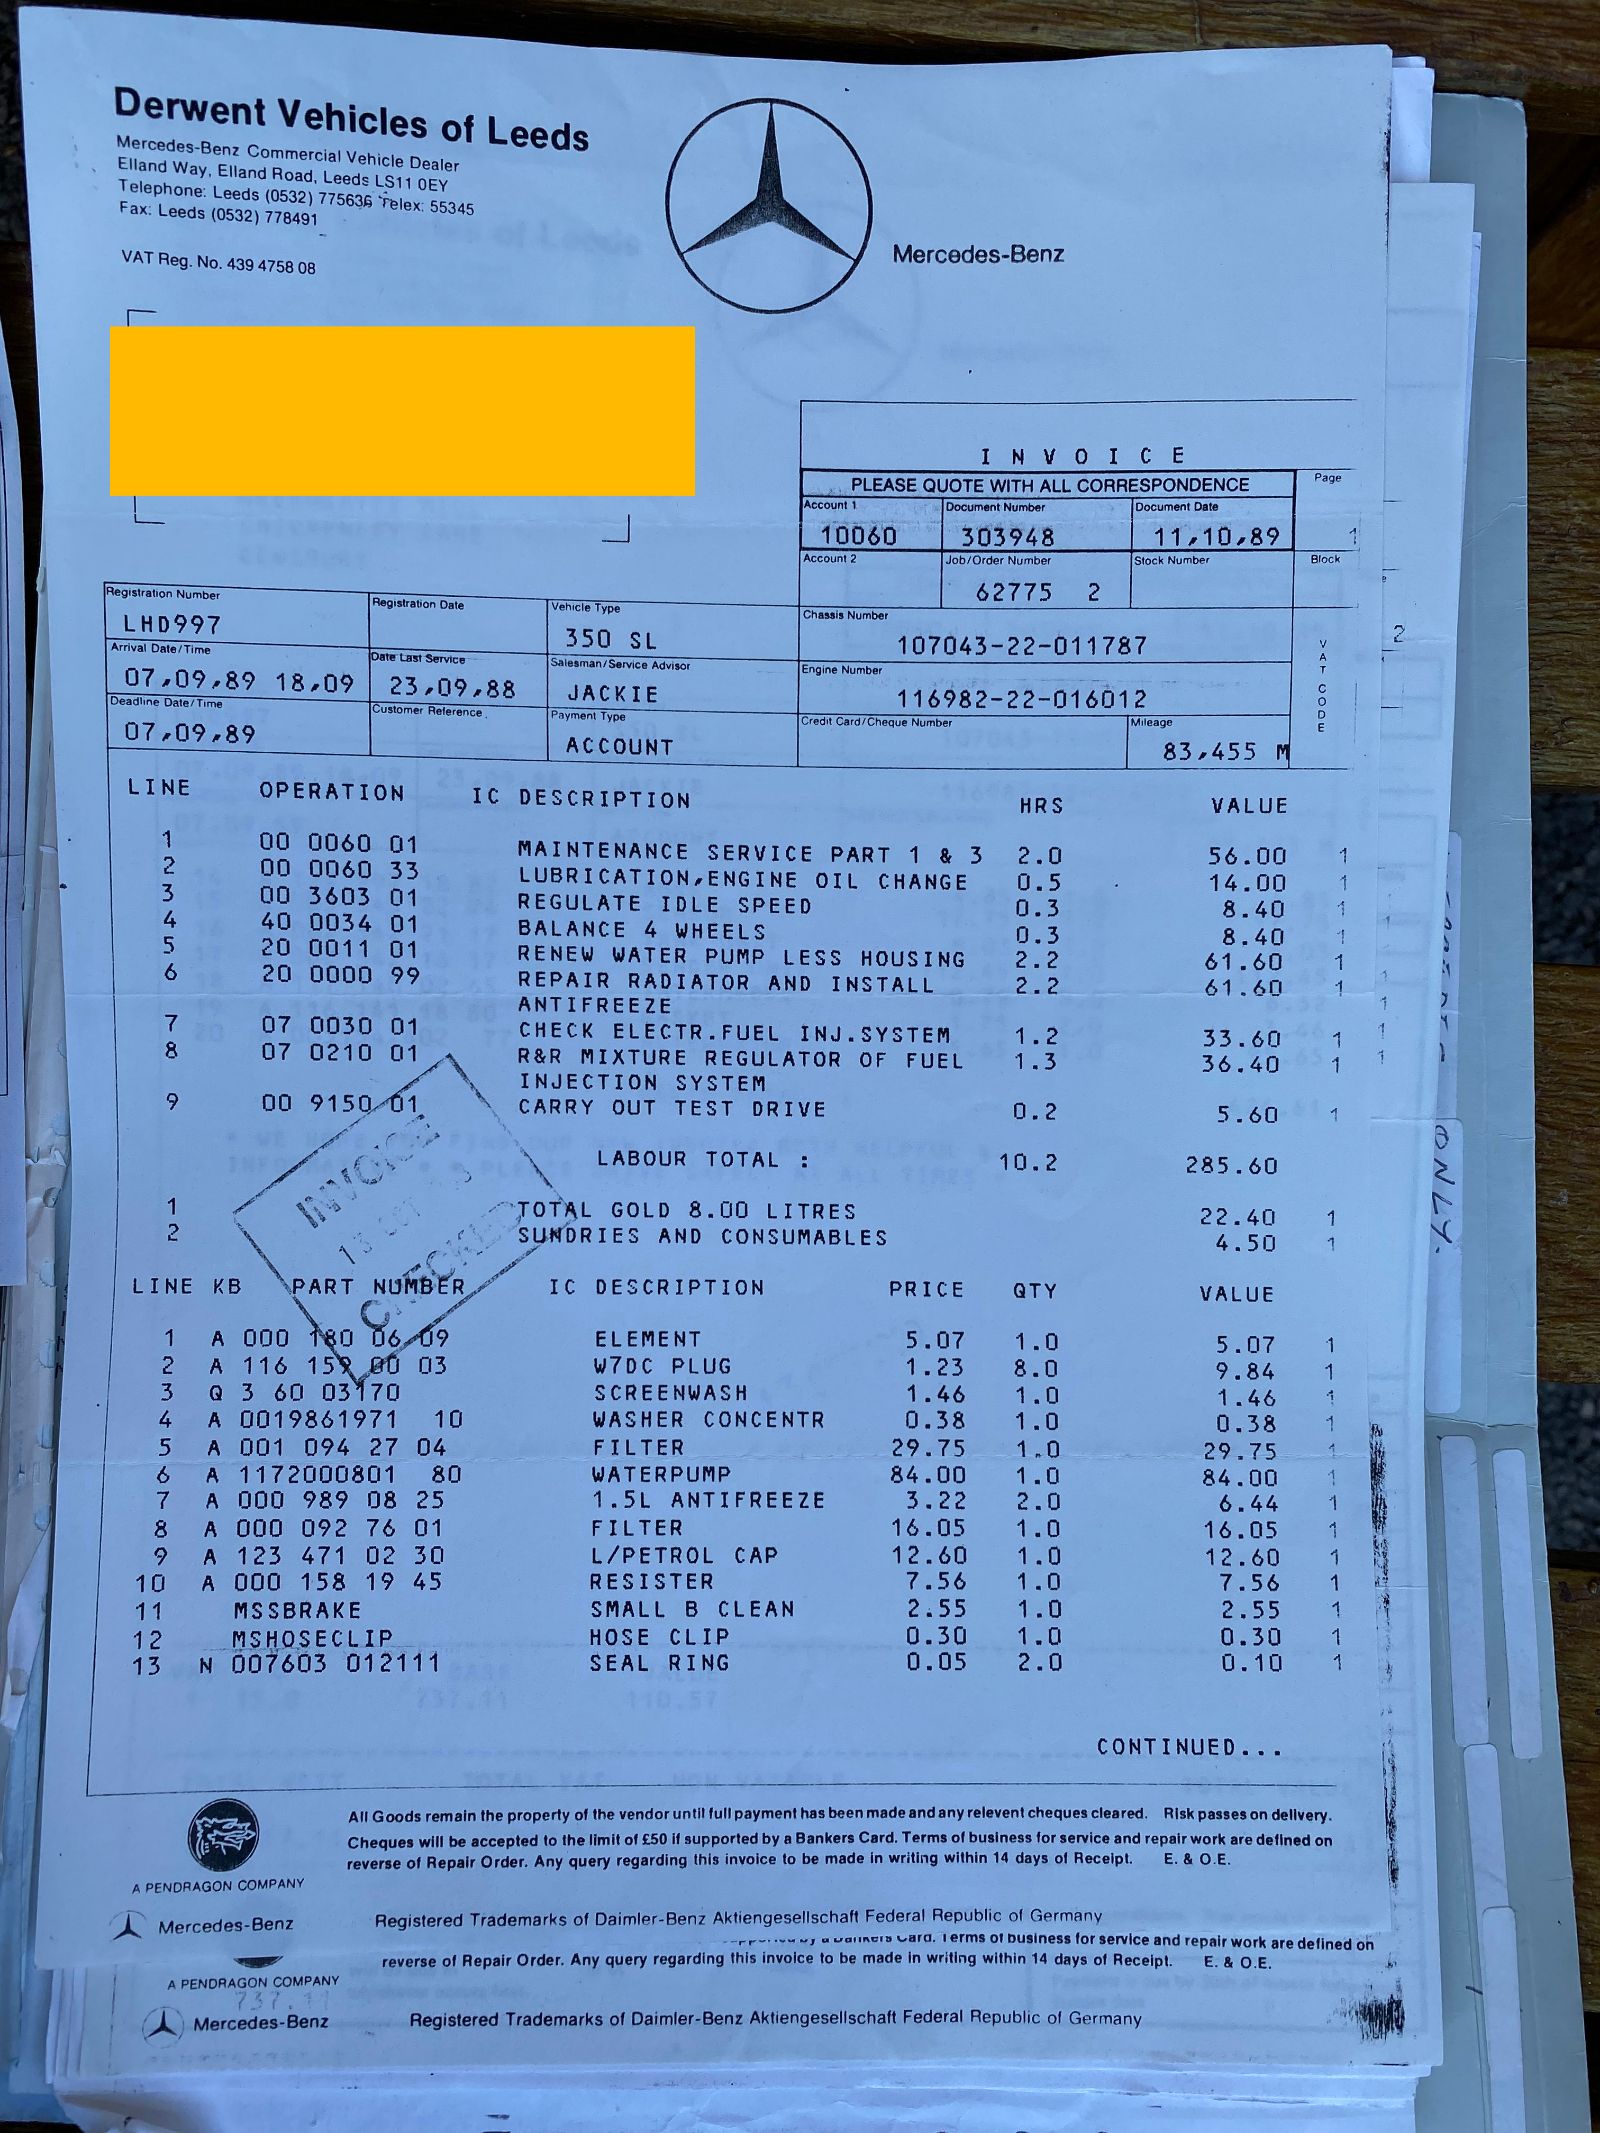 Derwent Vehicles of Leeds
Mercedes-Benz Commercial Vehicle Dealer
Elland Way, Elland Road, Leeds LS11 0EY
Telephone: Leeds (0532) 775636 Telex: 55345
Fax: Leeds (0532) 778491
VAT Reg. No. 439 4758 08
Mercedes-Benz
INVOICE
PLEASE QUOTE WITH ALL CORRESPONDENCE Page
Account 1 Document Number Document Date
10060 303948 11,10,89 1
Account 2 Job/Order Number Stock Number Block
62775 2
Registration Number Registration Date Vehicle Type Chassis Number
LHD997 350 SL 107043-22-011787
Arrival Date/Time Date Last Service Salesman/Service Advisor Engine Number
07,09,89 18,09 23,09,88 JACKIE 116982-22-016012
Deadline Date/Time Customer Reference Payment Type Credit Card/Cheque Number Mileage
07,09,89 ACCOUNT 83,455 M
VAT CODE
2
LINE OPERATION IC DESCRIPTION HRS VALUE
1 00 0060 01 MAINTENANCE SERVICE PART 1 & 3 2.0 56.00 1
2 00 0060 33 LUBRICATION,ENGINE OIL CHANGE 0.5 14.00 1
3 00 3603 01 REGULATE IDLE SPEED 0.3 8.40 1
4 40 0034 01 BALANCE 4 WHEELS 0.3 8.40 1
5 20 0011 01 RENEW WATER PUMP LESS HOUSING 2.2 61.60 1
6 20 0000 99 REPAIR RADIATOR AND INSTALL 2.2 61.60 1
ANTIFREEZE
7 07 0030 01 CHECK ELECTR.FUEL INJ.SYSTEM 1.2 33.60 1
8 07 0210 01 R&R MIXTURE REGULATOR OF FUEL 1.3 36.40 1
INJECTION SYSTEM
9 00 9150 01 CARRY OUT TEST DRIVE 0.2 5.60 1
LABOUR TOTAL : 10.2 285.60
INVOICE
CHECKED
1 TOTAL GOLD 8.00 LITRES 22.40 1
2 SUNDRIES AND CONSUMABLES 4.50 1
LINE KB PART NUMBER IC DESCRIPTION PRICE QTY VALUE
1 A 000 180 06 09 ELEMENT 5.07 1.0 5.07 1
2 A 116 159 00 03 W7DC PLUG 1.23 8.0 9.84 1
3 Q 3 60 03170 SCREENWASH 1.46 1.0 1.46 1
4 A 0019861971 10 WASHER CONCENTR 0.38 1.0 0.38 1
5 A 001 094 27 04 FILTER 29.75 1.0 29.75 1
6 A 1172000801 80 WATERPUMP 84.00 1.0 84.00 1
7 A 000 989 08 25 1.5L ANTIFREEZE 3.22 2.0 6.44 1
8 A 000 092 76 01 FILTER 16.05 1.0 16.05 1
9 A 123 471 02 30 L/PETROL CAP 12.60 1.0 12.60 1
10 A 000 158 19 45 RESISTER 7.56 1.0 7.56 1
11 MSSBRAKE SMALL B CLEAN 2.55 1.0 2.55 1
12 MSHOSECLIP HOSE CLIP 0.30 1.0 0.30 1
13 N 007603 012111 SEAL RING 0.05 2.0 0.10 1
CONTINUED...
ONLY.
All Goods remain the property of the vendor until full payment has been made and any relevent cheques cleared. Risk passes on delivery.
Cheques will be accepted to the limit of £50 if supported by a Bankers Card. Terms of business for service and repair work are defined on
reverse of Repair Order. Any query regarding this invoice to be made in writing within 14 days of Receipt. E. & O.E.
A PENDRAGON COMPANY
Mercedes-Benz Registered Trademarks of Daimler-Benz Aktiengesellschaft Federal Republic of Germany
Bankers Card. Terms of business for service and repair work are defined on
reverse of Repair Order. Any query regarding this invoice to be made in writing within 14 days of Receipt. E. & O.E.
A PENDRAGON COMPANY
737.11
Mercedes-Benz Registered Trademarks of Daimler-Benz Aktiengesellschaft Federal Republic of Germany